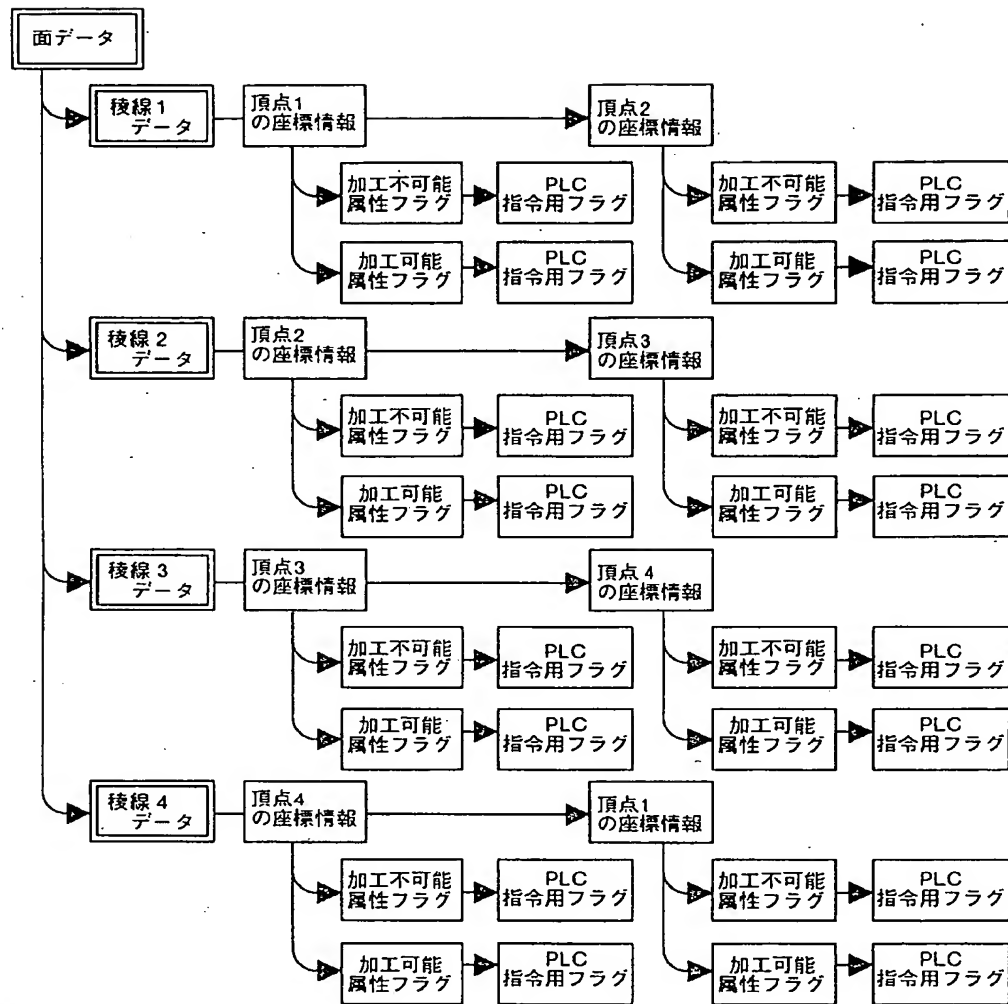 面データ
稜線1
データ
頂点1
の座標情報
頂点2
の座標情報
加工不可能
属性フラグ
PLC
指令用フラグ
加工不可能
属性フラグ
PLC
指令用フラグ
加工可能
属性フラグ
PLC
指令用フラグ
加工可能
属性フラグ
PLC
指令用フラグ
稜線2
データ
頂点2
の座標情報
頂点3
の座標情報
加工不可能
属性フラグ
PLC
指令用フラグ
加工不可能
属性フラグ
PLC
指令用フラグ
加工可能
属性フラグ
PLC
指令用フラグ
加工可能
属性フラグ
PLC
指令用フラグ
稜線3
データ
頂点3
の座標情報
頂点4
の座標情報
加工不可能
属性フラグ
PLC
指令用フラグ
加工不可能
属性フラグ
PLC
指令用フラグ
加工可能
属性フラグ
PLC
指令用フラグ
加工可能
属性フラグ
PLC
指令用フラグ
稜線4
データ
頂点4
の座標情報
頂点1
の座標情報
加工不可能
属性フラグ
PLC
指令用フラグ
加工不可能
属性フラグ
PLC
指令用フラグ
加工可能
属性フラグ
PLC
指令用フラグ
加工可能
属性フラグ
PLC
指令用フラグ